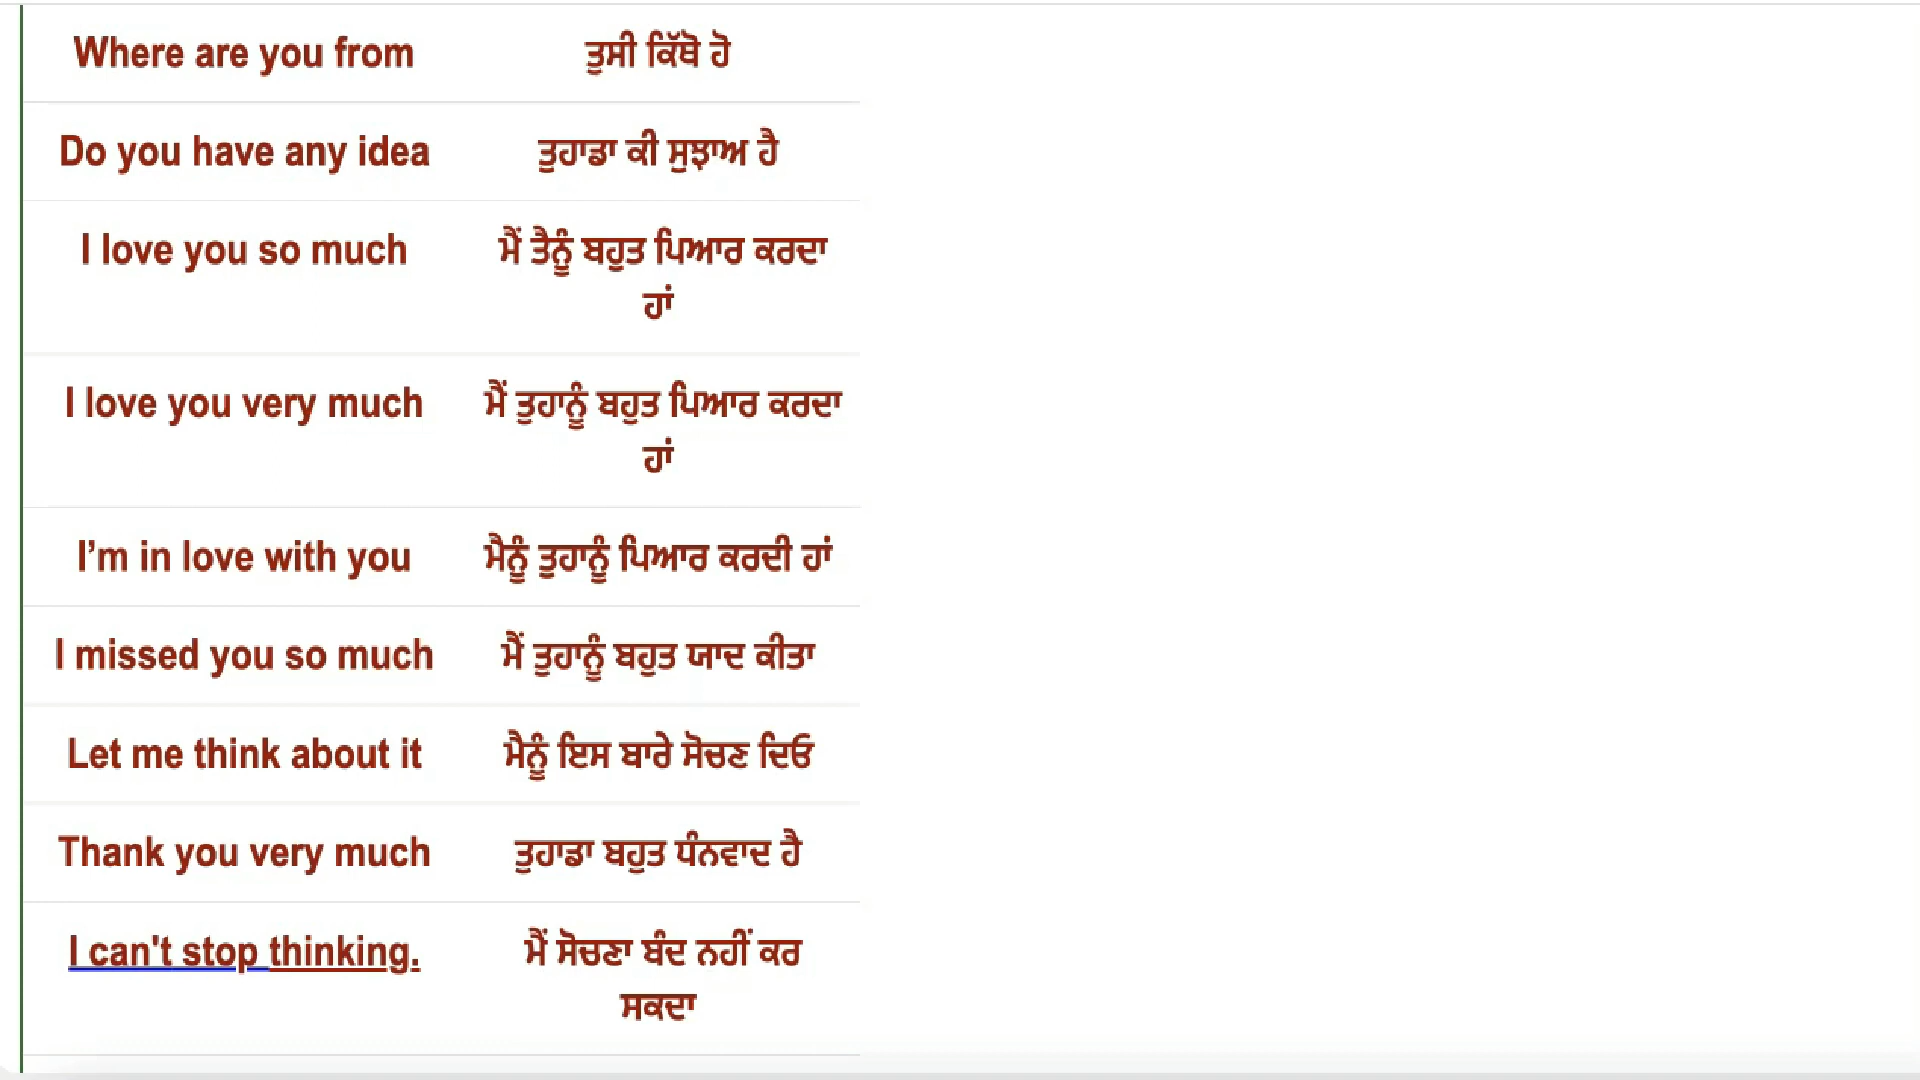 Where are you from ਤੁਸੀ ਕਿੱਥੋ ਹੋ
Do you have any idea ਤੁਹਾਡਾ ਕੀ ਸੁਝਾਅ ਹੈ
I love you so much ਮੈਂ ਤੈਨੂੰ ਬਹੁਤ ਪਿਆਰ ਕਰਦਾ
ਹਾਂ
I love you very much ਮੈਂ ਤੁਹਾਨੂੰ ਬਹੁਤ ਪਿਆਰ ਕਰਦਾ
ਹਾਂ
I’m in love with you ਮੈਨੂੰ ਤੁਹਾਨੂੰ ਪਿਆਰ ਕਰਦੀ ਹਾਂ
I missed you so much ਮੈਂ ਤੁਹਾਨੂੰ ਬਹੁਤ ਯਾਦ ਕੀਤਾ
Let me think about it ਮੈਨੂੰ ਇਸ ਬਾਰੇ ਸੋਚਣ ਦਿਓ
Thank you very much ਤੁਹਾਡਾ ਬਹੁਤ ਧੰਨਵਾਦ ਹੈ
I can't stop thinking. ਮੈਂ ਸੋਚਣਾ ਬੰਦ ਨਹੀਂ ਕਰ
ਸਕਦਾ